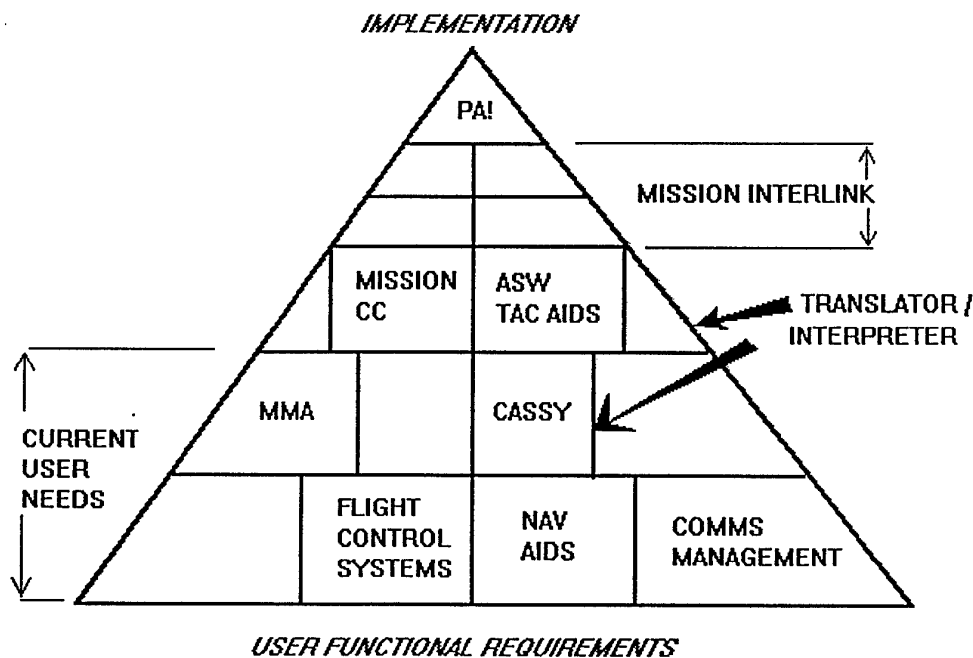 IMPLEMENTATION
PA!
MISSION INTERLINK
MISSION
CC
ASW
TAC AIDS
TRANSLATOR /
INTERPRETER
MMA
CASSY
CURRENT
USER
NEEDS
FLIGHT
CONTROL
SYSTEMS
NAV
AIDS
COMMS
MANAGEMENT
USER FUNCTIONAL REQUIREMENTS